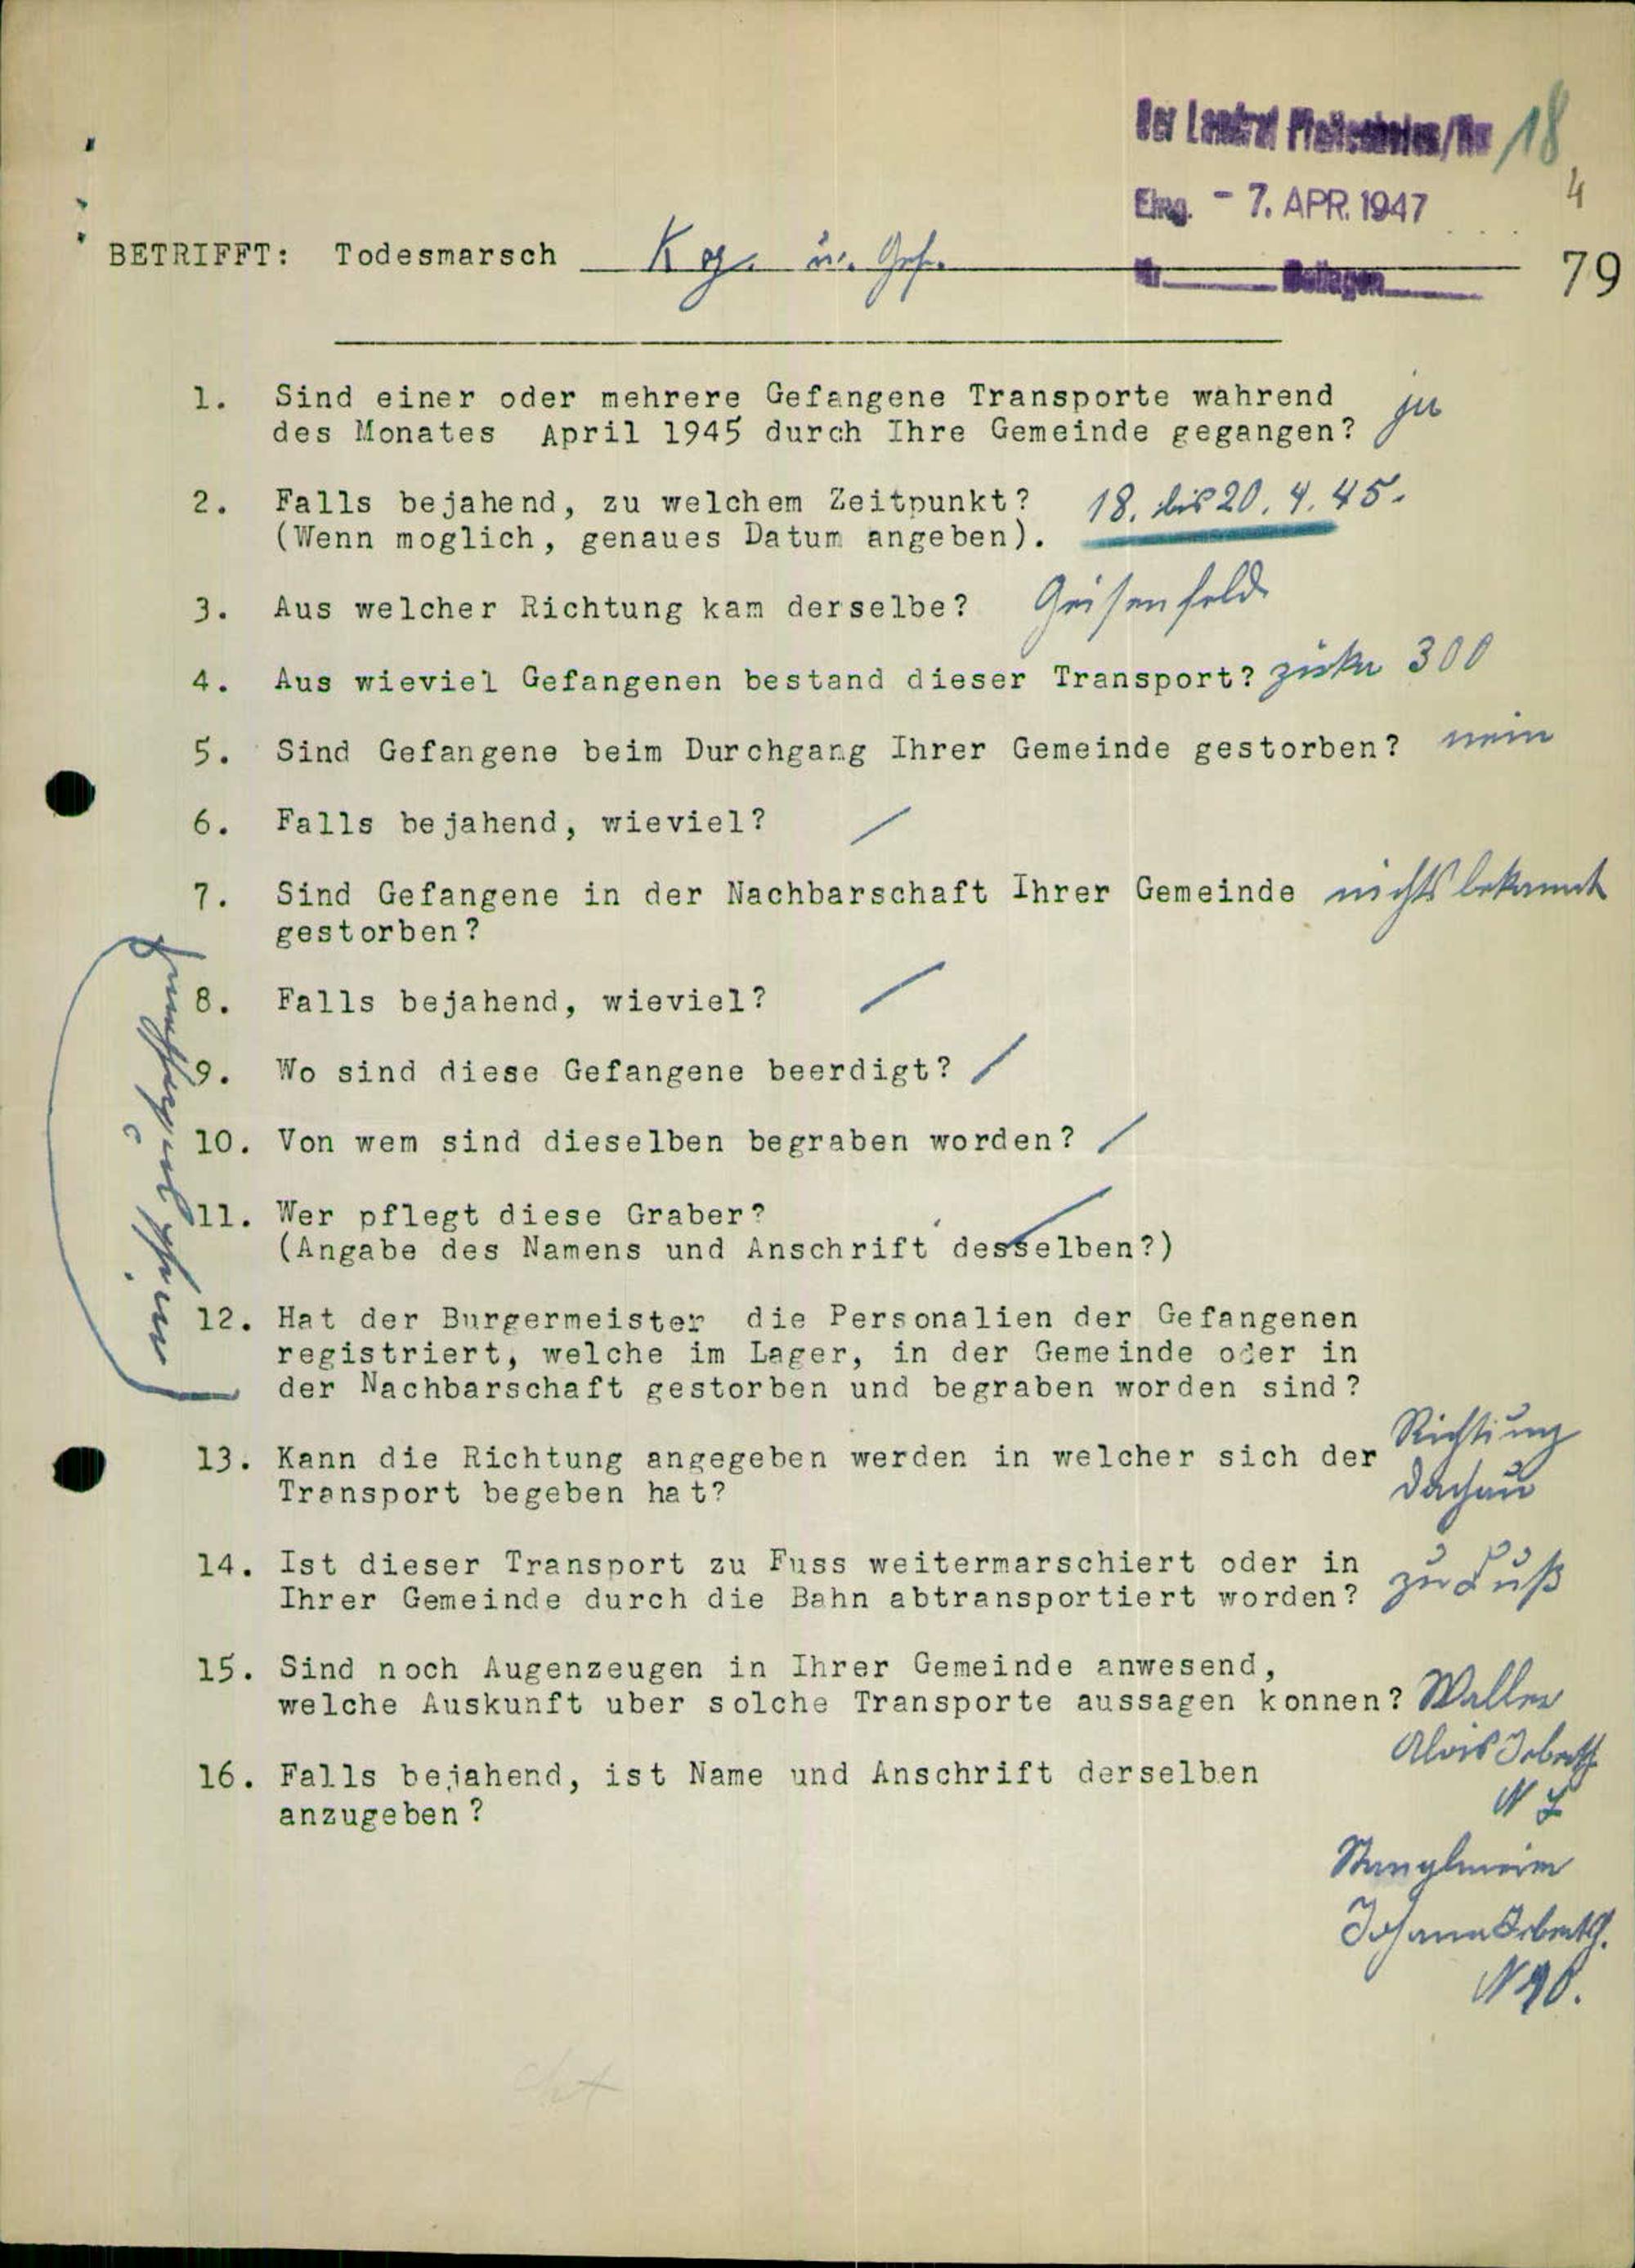 Der Landrat Pfaffenhofen/Ilm 18
4
Eing. - 7. APR. 1947
BETRIFFT: Todesmarsch Kg. u. Gef.
Nr. Beilagen 79
1. Sind einer oder mehrere Gefangene Transporte wahrend ja
des Monates April 1945 durch Ihre Gemeinde gegangen?
2. Falls bejahend, zu welchem Zeitpunkt? 18. bis 20. 4. 45.
(Wenn moglich, genaues Datum angeben).
3. Aus welcher Richtung kam derselbe? Geisenfeld
4. Aus wieviel Gefangenen bestand dieser Transport? zirka 300
5. Sind Gefangene beim Durchgang Ihrer Gemeinde gestorben? nein
6. Falls bejahend, wieviel? /
7. Sind Gefangene in der Nachbarschaft Ihrer Gemeinde nichts bekannt
gestorben?
8. Falls bejahend, wieviel? /
9. Wo sind diese Gefangene beerdigt? /
10. Von wem sind dieselben begraben worden? /
11. Wer pflegt diese Graber? /
(Angabe des Namens und Anschrift desselben?)
12. Hat der Burgermeister die Personalien der Gefangenen
registriert, welche im Lager, in der Gemeinde oder in
der Nachbarschaft gestorben und begraben worden sind?
13. Kann die Richtung angegeben werden in welcher sich der Richtung
Transport begeben hat? Dachau
14. Ist dieser Transport zu Fuss weitermarschiert oder in zu Fuß
Ihrer Gemeinde durch die Bahn abtransportiert worden?
15. Sind noch Augenzeugen in Ihrer Gemeinde anwesend,
welche Auskunft uber solche Transporte aussagen konnen? Waller
Alois
16. Falls bejahend, ist Name und Anschrift derselben
anzugeben?
Stanglmeier
Johann